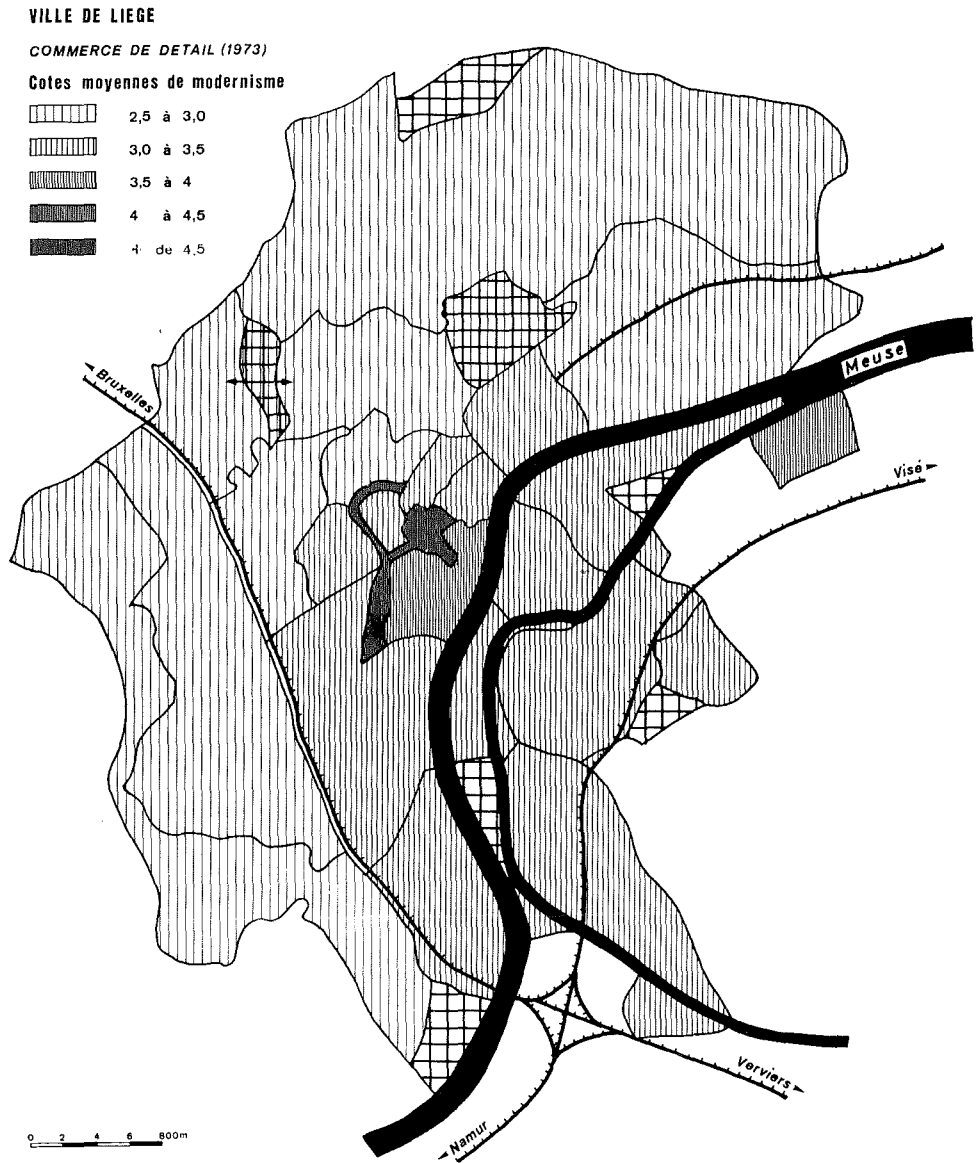 VILLE DE LIEGE
COMMERCE DE DETAIL (1973)
Cotes moyennes de modernisme
2,5 à 3,0
3,0 à 3,5
3,5 à 4
4 à 4,5
+ de 4,5
Meuse
Bruxelles
Visé
Verviers
Namur
0 2 4 6 800m